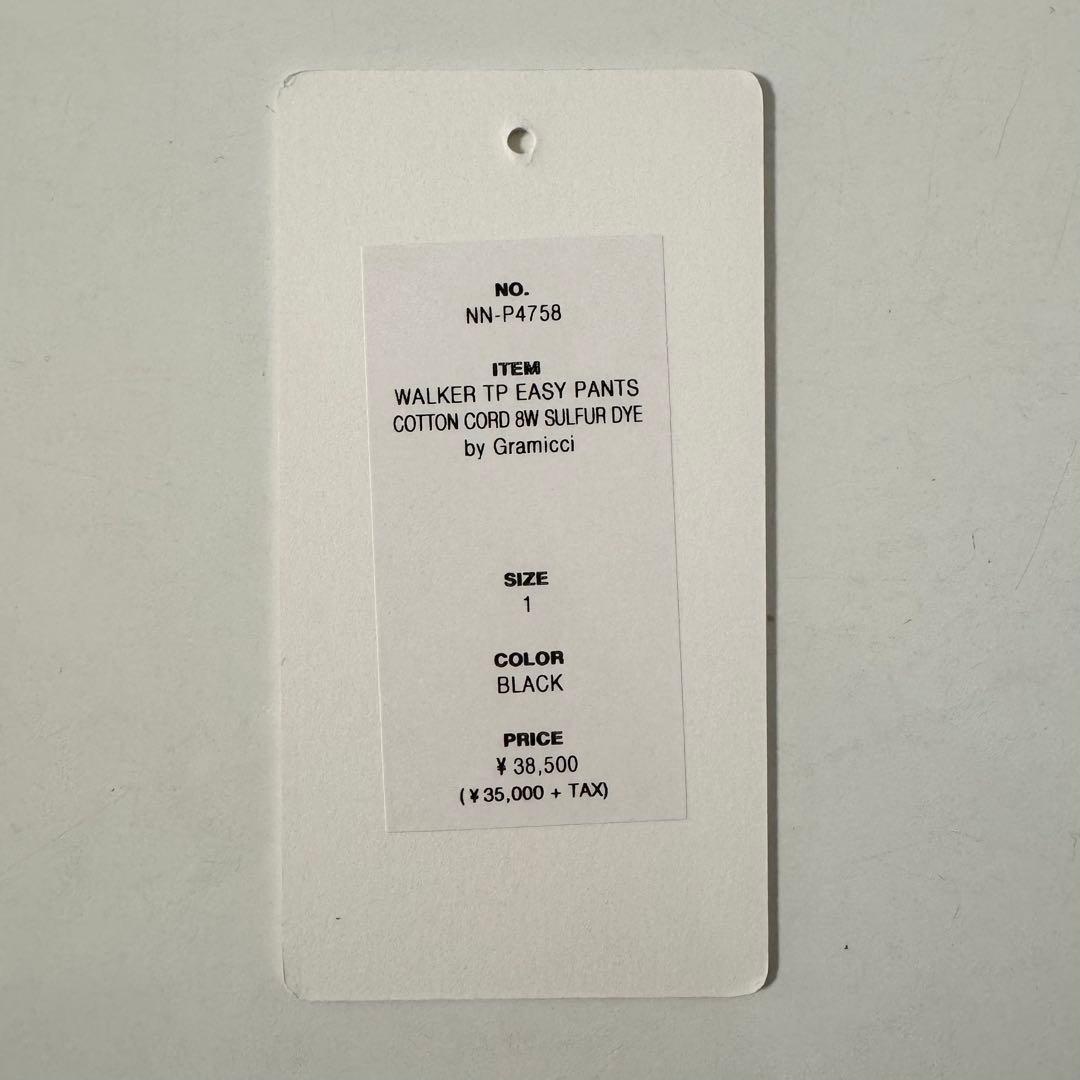 NO.
NN-P4758
ITEM
WALKER TP EASY PANTS
COTTON CORD 8W SULFUR DYE
by Gramicci
SIZE
1
COLOR
BLACK
PRICE
¥ 38,500
(¥35,000 + TAX)